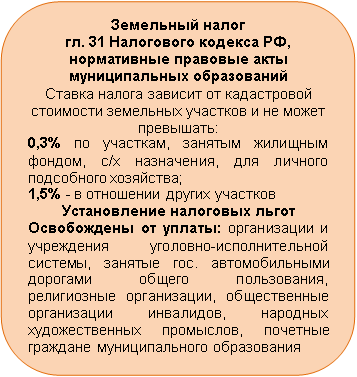 Земельный налог
гл. 31 Налогового кодекса РФ,
нормативные правовые акты
муниципальных образований
Ставка налога зависит от кадастровой
стоимости земельных участков и не может
превышать:
0,3% по участкам, занятым жилищным
фондом, с/х назначения, для личного
подсобного хозяйства;
1,5% - в отношении других участков
Установление налоговых льгот
Освобождены от уплаты: организации и
учреждения уголовно-исполнительной
системы, занятые гос. автомобильными
дорогами общего пользования,
религиозные организации, общественные
организации инвалидов, народных
художественных промыслов, почетные
граждане муниципального образования